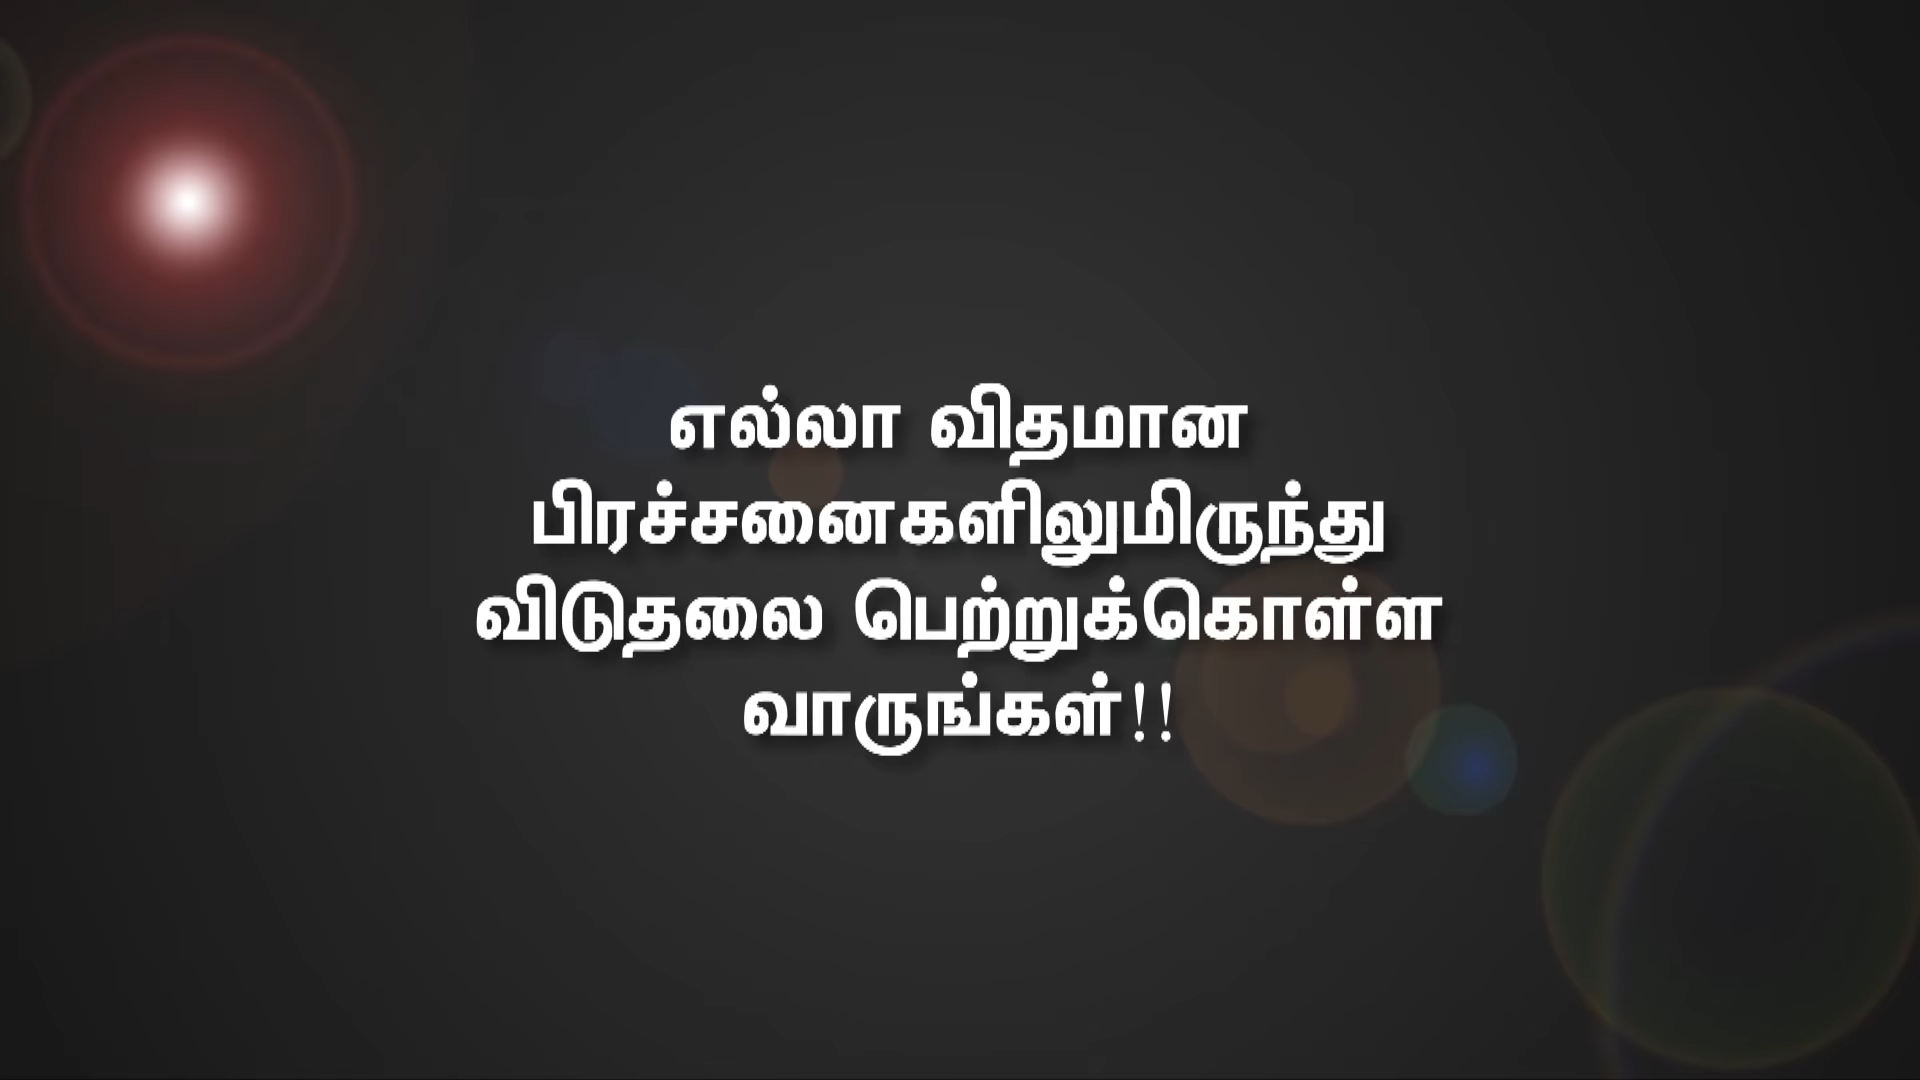 எல்லா விதமான
பிரச்சனைகளிலுமிருந்து
விடுதலை பெற்றுக்கொள்ள
வாருங்கள்!!